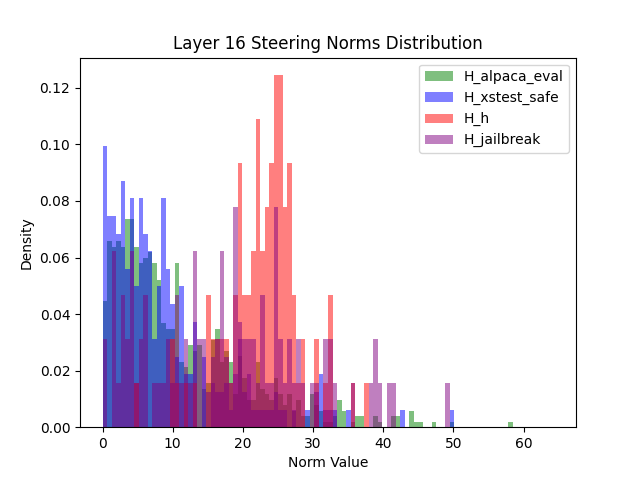 Layer 16 Steering Norms Distribution
H_alpaca_eval
H_xstest_safe
H_h
H_jailbreak
0.12
0.10
0.08
0.06
0.04
0.02
0.00
Density
0 10 20 30 40 50 60
Norm Value